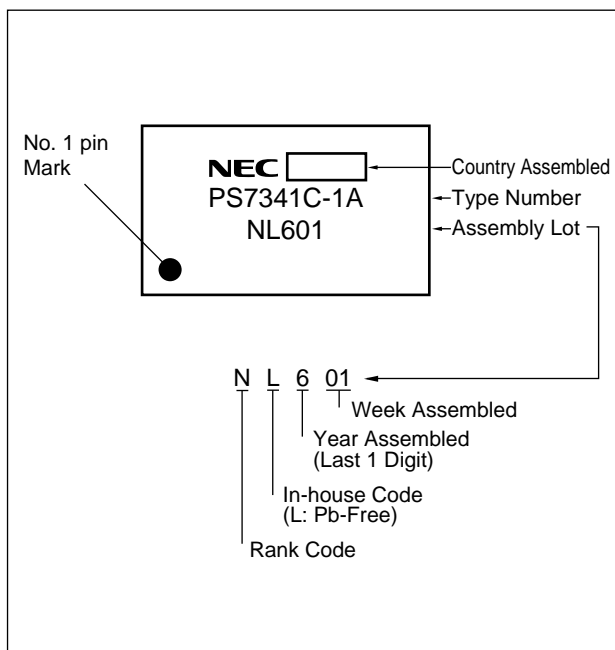 No. 1 pin
Mark
NEC
Country Assembled
PS7341C-1A
Type Number
NL601
Assembly Lot
N L 6 01
Week Assembled
Year Assembled
(Last 1 Digit)
In-house Code
(L: Pb-Free)
Rank Code